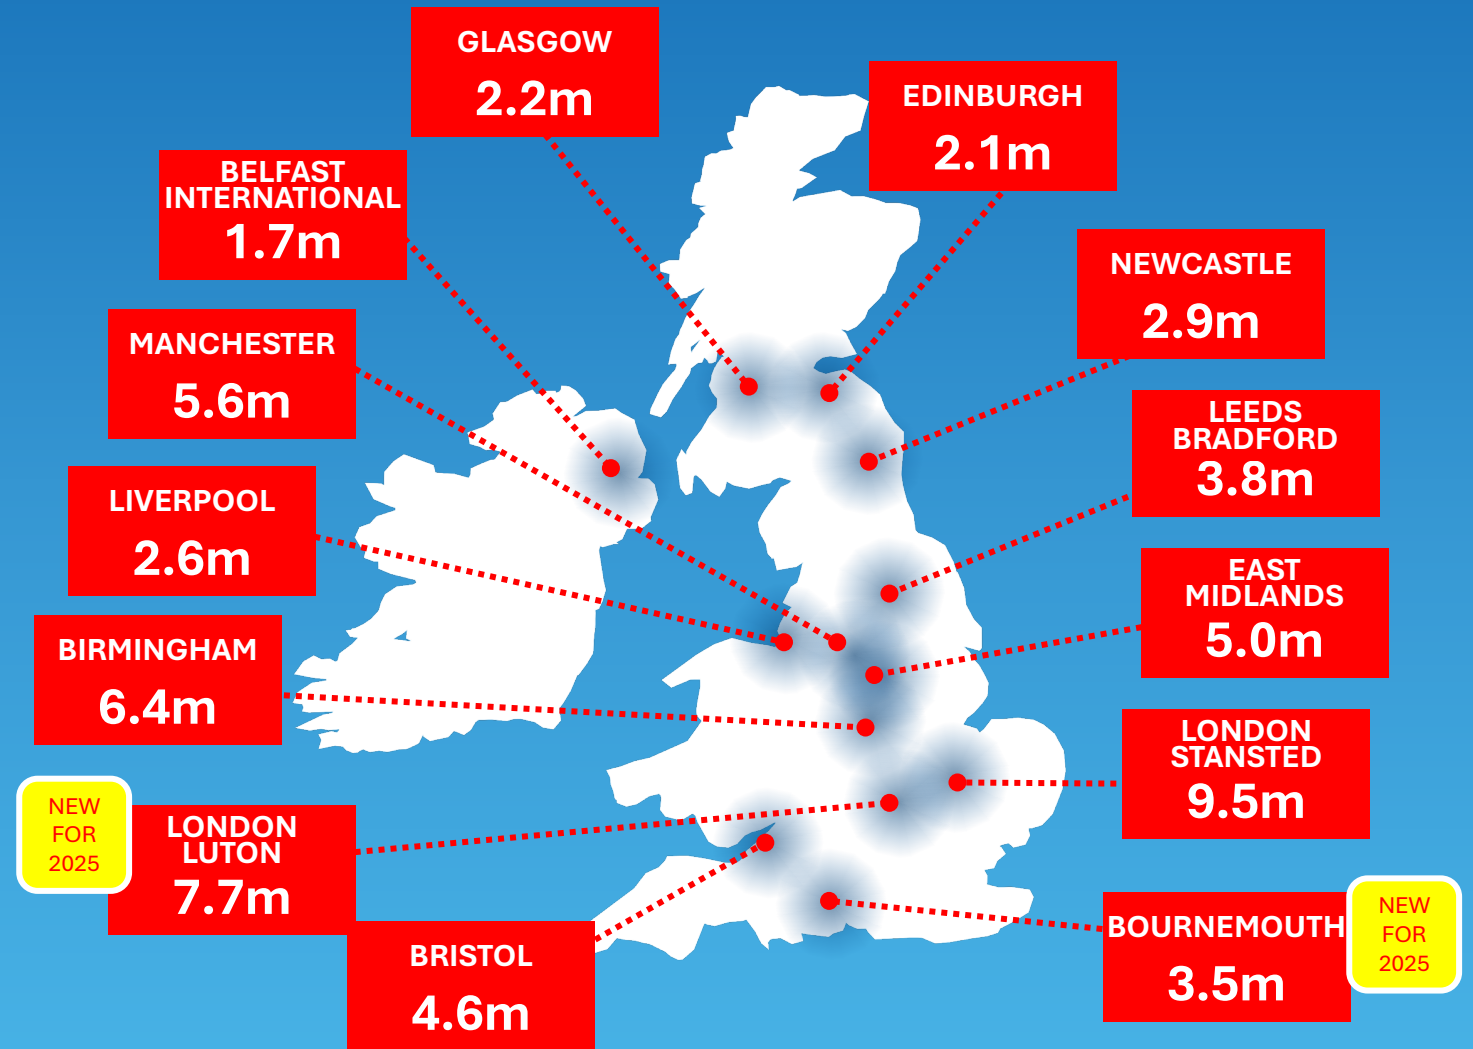 GLASGOW
2.2m
EDINBURGH
2.1m
BELFAST
INTERNATIONAL
1.7m
NEWCASTLE
2.9m
MANCHESTER
5.6m
LEEDS
BRADFORD
3.8m
LIVERPOOL
2.6m
EAST
MIDLANDS
5.0m
BIRMINGHAM
6.4m
LONDON
STANSTED
9.5m
NEW
FOR
2025
LONDON
LUTON
7.7m
BOURNEMOUTH
3.5m
NEW
FOR
2025
BRISTOL
4.6m